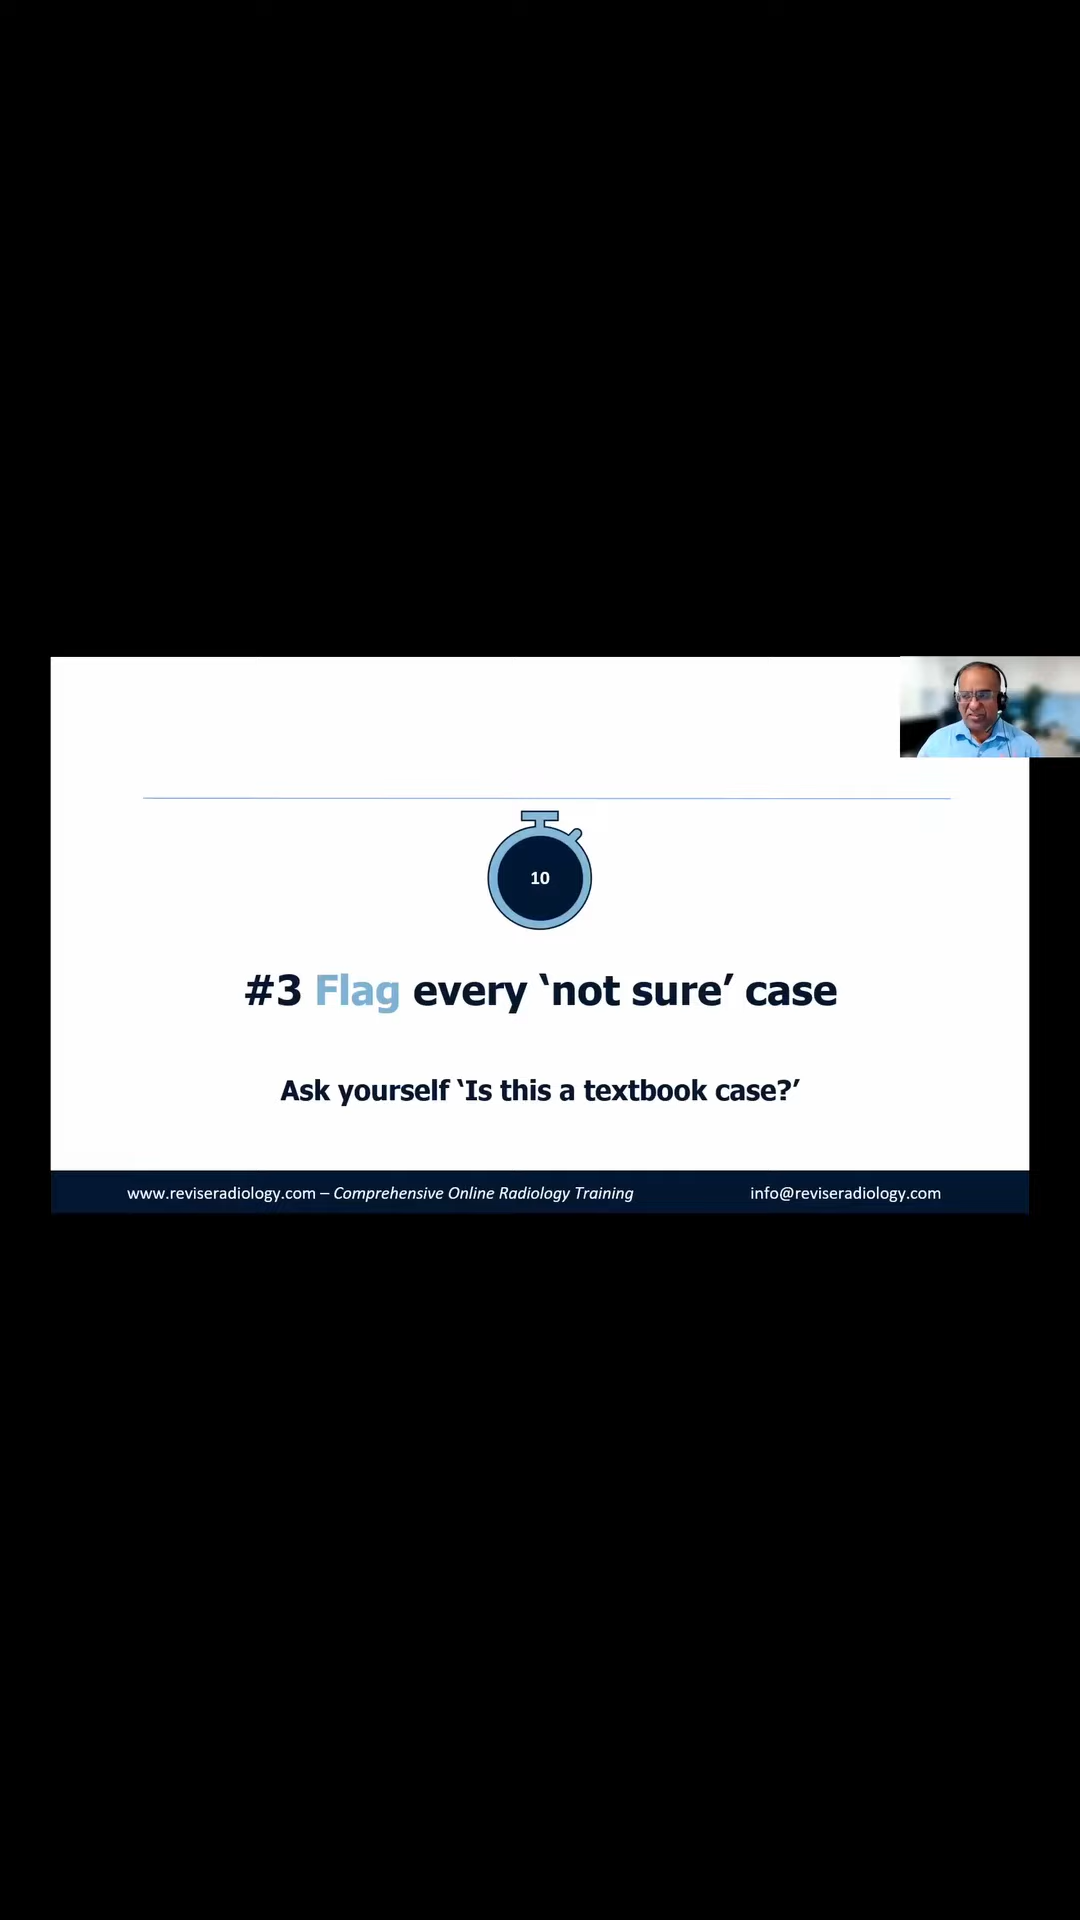 10
#3 Flag every ‘not sure’ case
Ask yourself ‘Is this a textbook case?’
www.reviseradiology.com – Comprehensive Online Radiology Training
info@reviseradiology.com